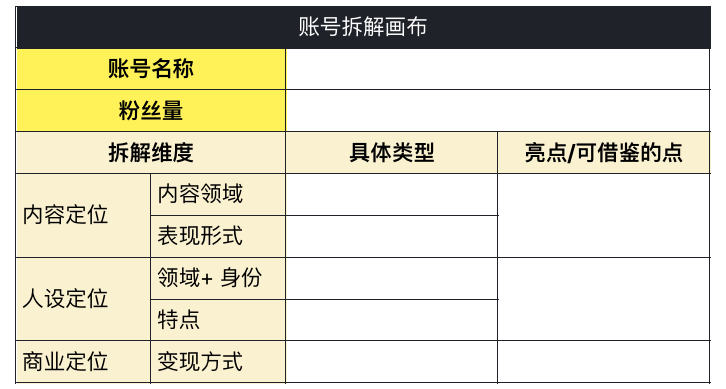 账号拆解画布
账号名称
粉丝量
拆解维度 具体类型 亮点/可借鉴的点
内容定位 内容领域
表现形式
人设定位 领域+ 身份
特点
商业定位 变现方式